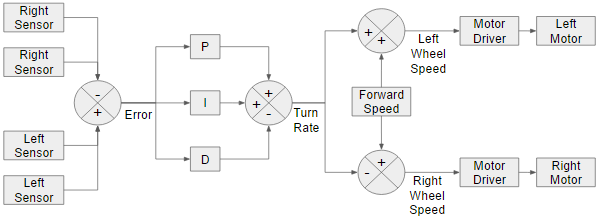 Right
Sensor
Right
Sensor
-
+
Left
Sensor
Left
Sensor
Error
P
I
D
+
+
-
Turn
Rate
+
+
Left
Wheel
Speed
Motor
Driver
Left
Motor
Forward
Speed
+
-
Right
Wheel
Speed
Motor
Driver
Right
Motor